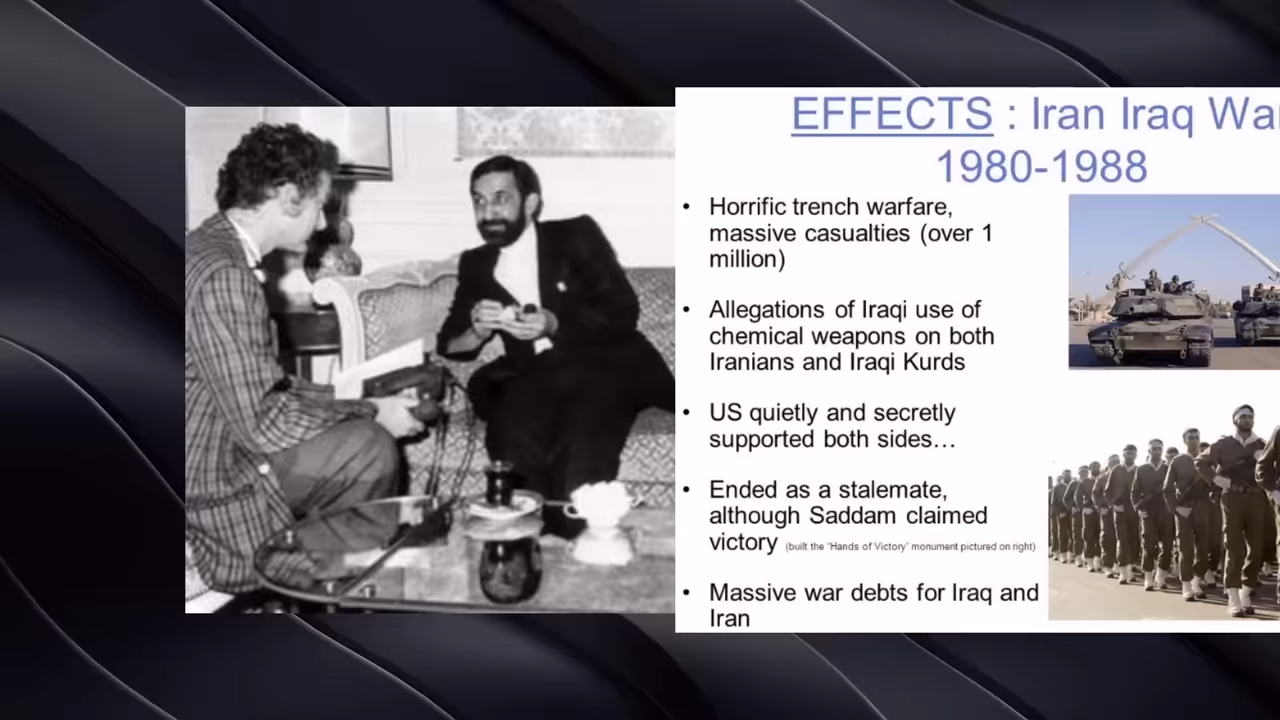 EFFECTS : Iran Iraq Wa
1980-1988
• Horrific trench warfare,
massive casualties (over 1
million)
• Allegations of Iraqi use of
chemical weapons on both
Iranians and Iraqi Kurds
• US quietly and secretly
supported both sides…
• Ended as a stalemate,
although Saddam claimed
victory (built the "Hands of Victory" monument pictured on right)
• Massive war debts for Iraq and
Iran